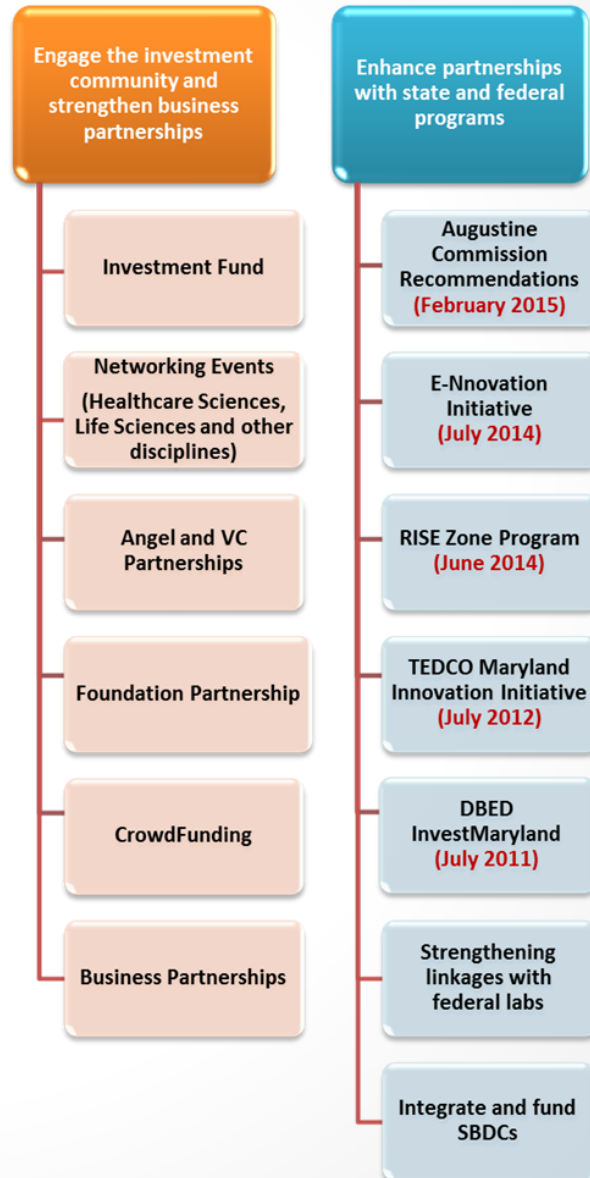 Engage the investment
community and
strengthen business
partnerships
Investment Fund
Networking Events
(Healthcare Sciences,
Life Sciences and other
disciplines)
Angel and VC
Partnerships
Foundation Partnership
CrowdFunding
Business Partnerships
Enhance partnerships
with state and federal
programs
Augustine
Commission
Recommendations
(February 2015)
E-Nnovation
Initiative
(July 2014)
RISE Zone Program
(June 2014)
TEDCO Maryland
Innovation Initiative
(July 2012)
DBED
InvestMaryland
(July 2011)
Strengthening
linkages with
federal labs
Integrate and fund
SBDCs